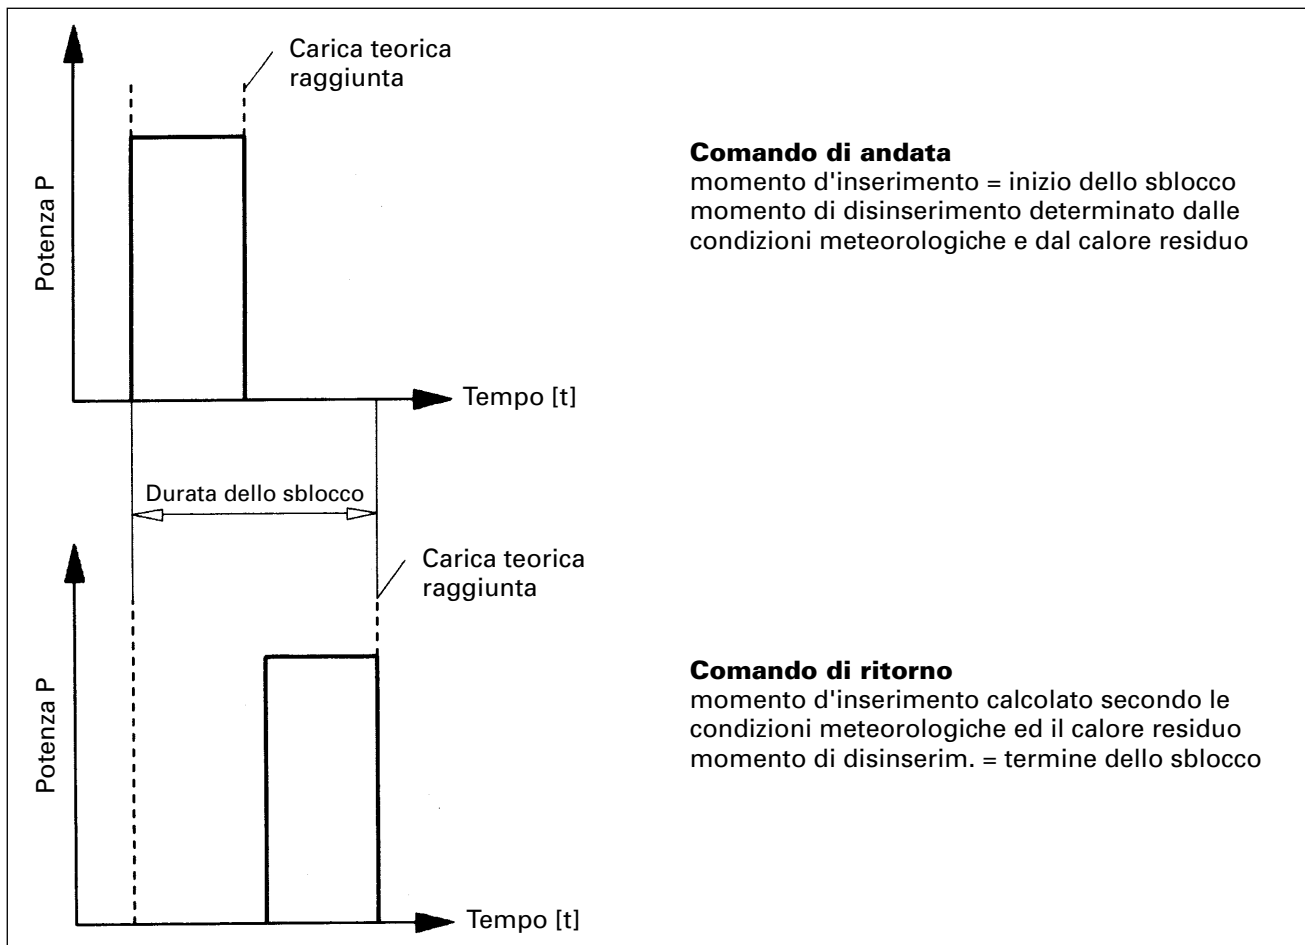 Carica teorica
raggiunta
Potenza P
Tempo [t]
Comando di andata
momento d'inserimento = inizio dello sblocco
momento di disinserimento determinato dalle
condizioni meteorologiche e dal calore residuo
Durata dello sblocco
Carica teorica
raggiunta
Potenza P
Tempo [t]
Comando di ritorno
momento d'inserimento calcolato secondo le
condizioni meteorologiche ed il calore residuo
momento di disinserim. = termine dello sblocco